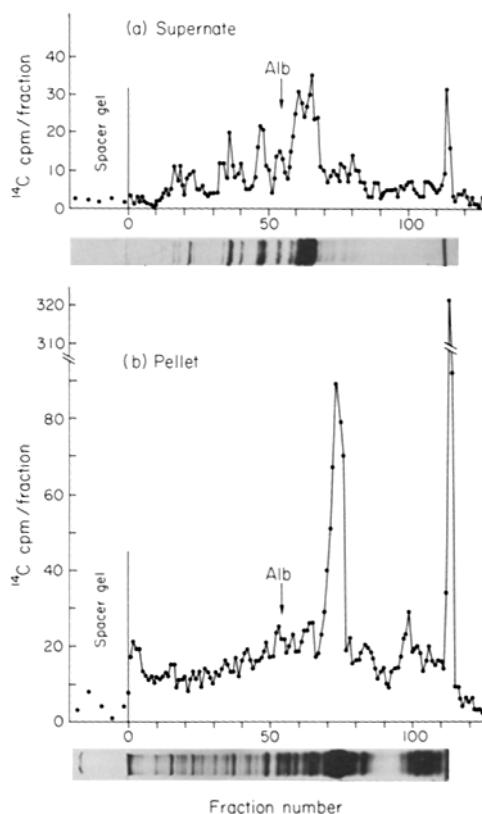 (a) Supernate
Alb
Spacer gel
¹⁴C cpm/fraction
40
30
20
10
0
0 50 100
(b) Pellet
Alb
Spacer gel
¹⁴C cpm/fraction
320
310
80
60
40
20
0
0 50 100
Fraction number